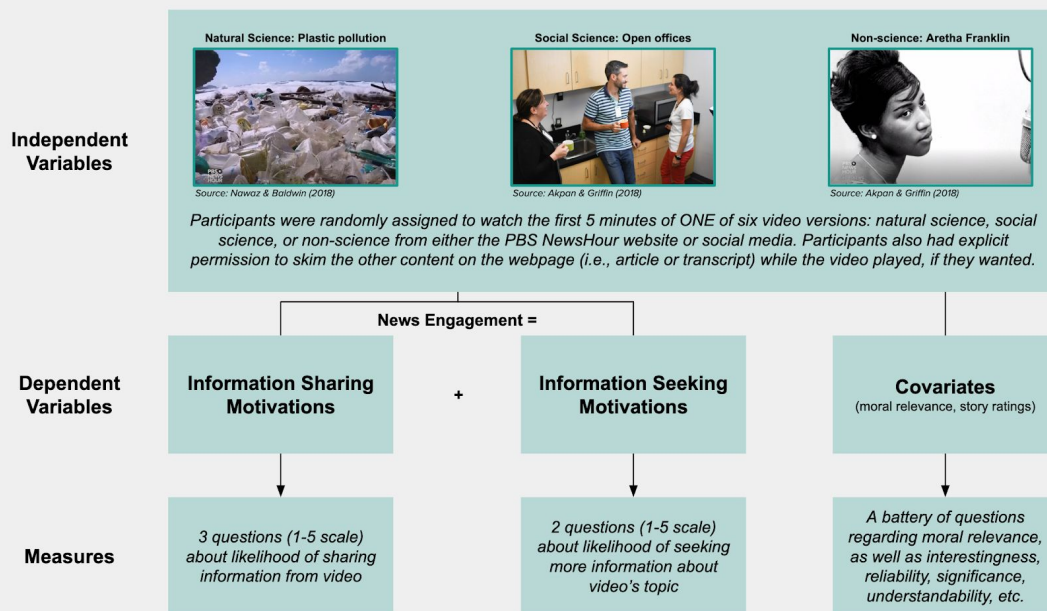 Natural Science: Plastic pollution
Social Science: Open offices
Non-science: Aretha Franklin
Independent
Variables
Source: Nawaz & Baldwin (2018)
Source: Akpan & Griffin (2018)
Source: Akpan & Griffin (2018)
Participants were randomly assigned to watch the first 5 minutes of ONE of six video versions: natural science, social
science, or non-science from either the PBS NewsHour website or social media. Participants also had explicit
permission to skim the other content on the webpage (i.e., article or transcript) while the video played, if they wanted.
News Engagement =
Dependent
Variables
Information Sharing
Motivations
+
Information Seeking
Motivations
Covariates
(moral relevance, story ratings)
Measures
3 questions (1-5 scale)
about likelihood of sharing
information from video
2 questions (1-5 scale)
about likelihood of seeking
more information about
video's topic
A battery of questions
regarding moral relevance,
as well as interestingness,
reliability, significance,
understandability, etc.